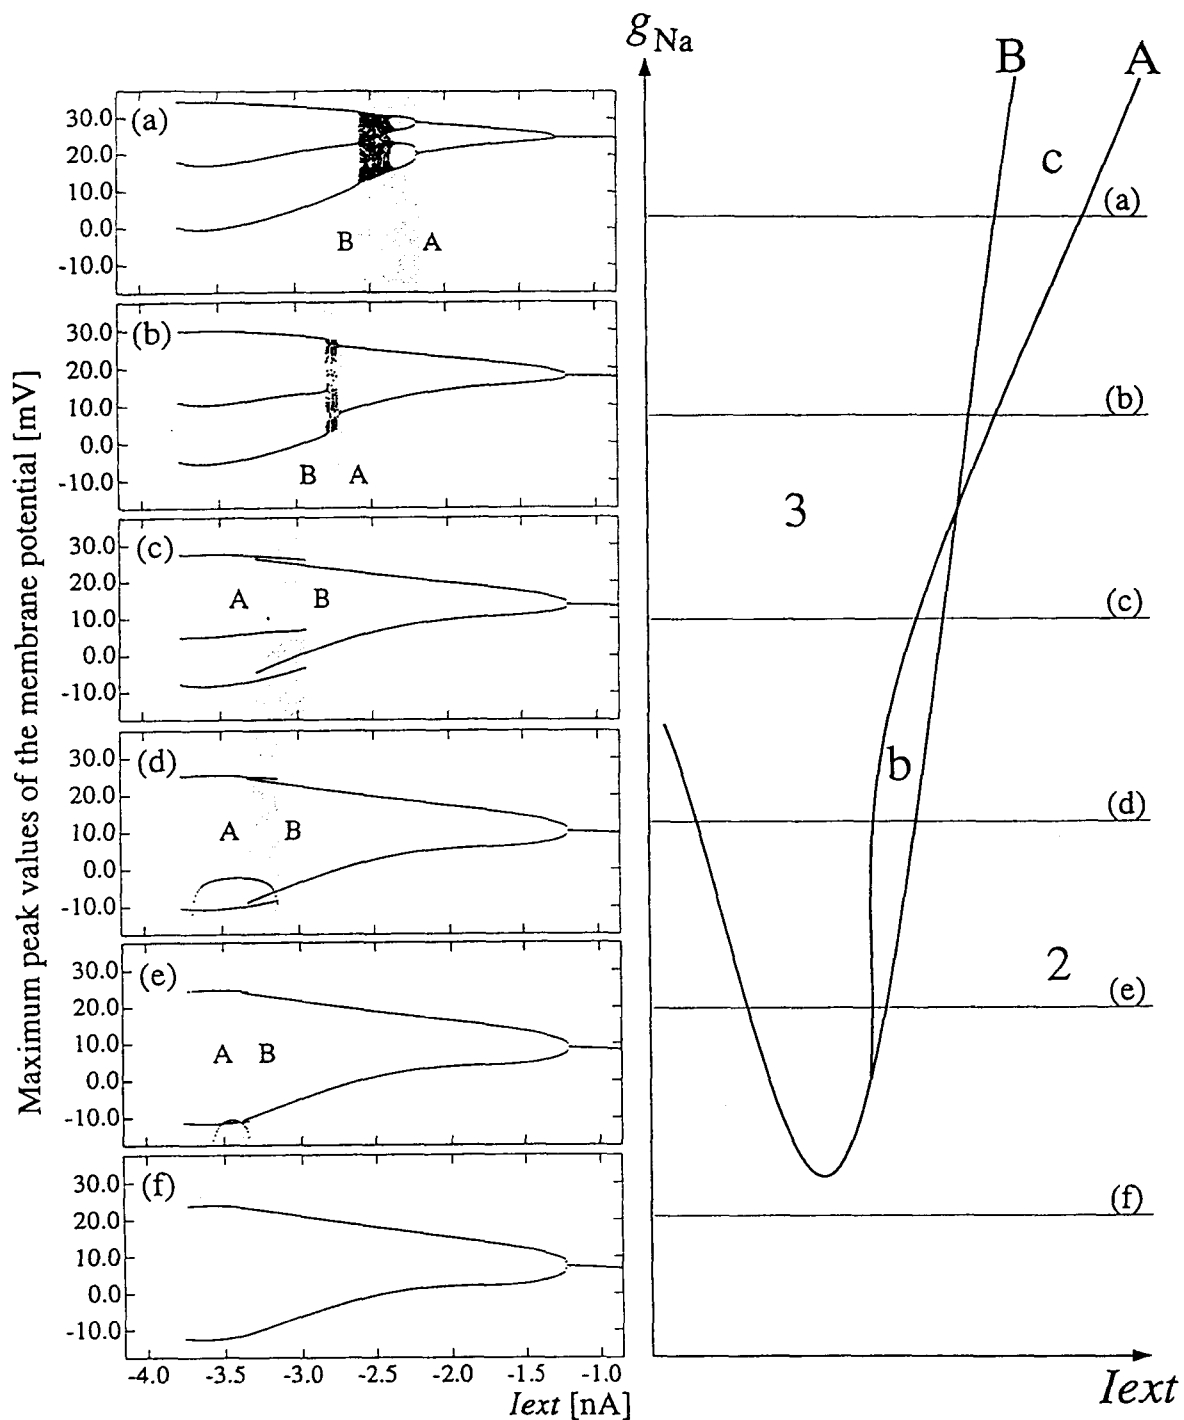 Maximum peak values of the membrane potential [mV]
(a)
30.0
20.0
10.0
0.0
-10.0
B A
(b)
30.0
20.0
10.0
0.0
-10.0
B A
(c)
30.0
20.0
10.0
0.0
-10.0
A B
(d)
30.0
20.0
10.0
0.0
-10.0
A B
(e)
30.0
20.0
10.0
0.0
-10.0
A B
(f)
30.0
20.0
10.0
0.0
-10.0
-4.0 -3.5 -3.0 -2.5 -2.0 -1.5 -1.0
Iext [nA]
gNa
B A
c
(a)
(b)
3
(c)
b
(d)
2
(e)
(f)
Iext